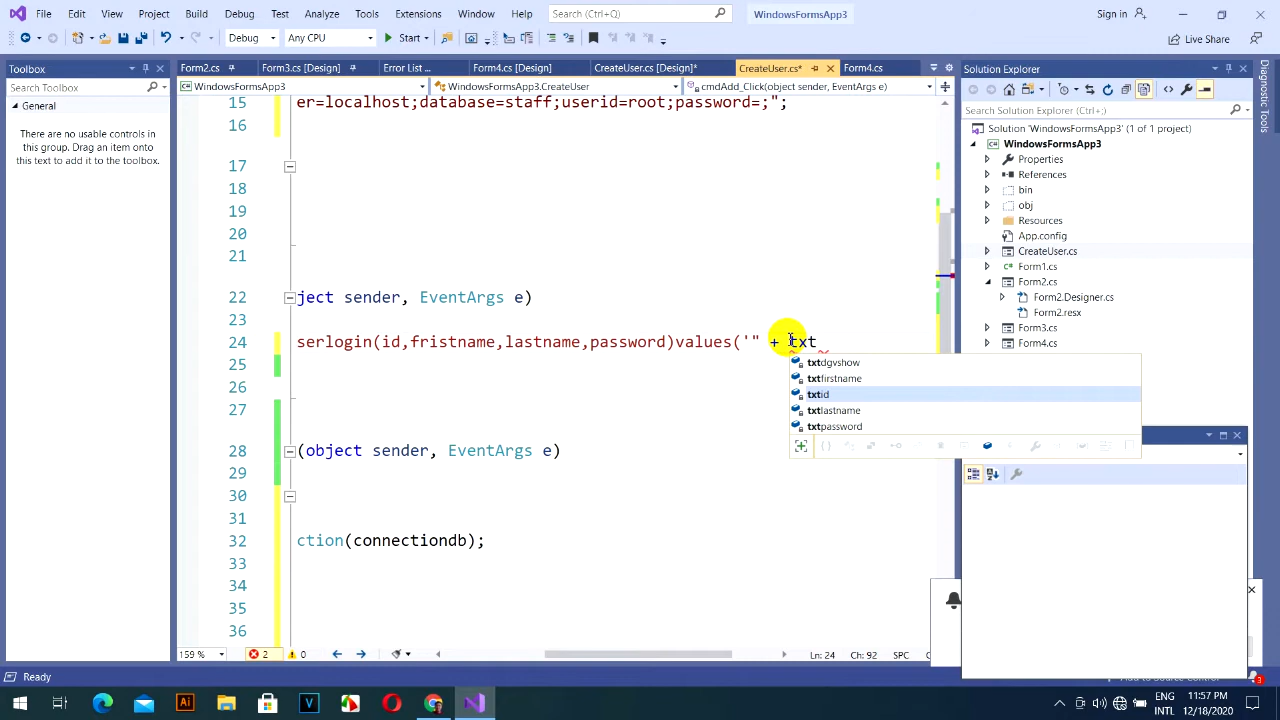 File
Edit
View
Project
Build
Debug
Test
Analyze
Tools
Extensions
Window
Help
Search (Ctrl+Q)
WindowsFormsApp3
Sign in
Debug
Any CPU
Start
Live Share
Toolbox
Search Toolbox
General
There are no usable controls in
this group. Drag an item onto
this text to add it to the toolbox.
Form2.cs
Form3.cs [Design]
Error List ...
Form4.cs [Design]
CreateUser.cs [Design]*
CreateUser.cs*
Form4.cs
WindowsFormsApp3
WindowsFormsApp3.CreateUser
cmdAdd_Click(object sender, EventArgs e)
15 er=localhost;database=staff;userid=root;password=;";
16
17
18
19
20
21
22 ject sender, EventArgs e)
23
24 serlogin(id,fristname,lastname,password)values('" + txt
25
26
27
28 (object sender, EventArgs e)
29
30
31
32 ction(connectiondb);
33
34
35
36
txtdgvshow
txtfirstname
txtid
txtlastname
txtpassword
159 %
2
0
Ln: 24
Ch: 92
SPC
Solution Explorer
Search Solution Explorer (Ctrl+;)
Solution 'WindowsFormsApp3' (1 of 1 project)
WindowsFormsApp3
Properties
References
bin
obj
Resources
App.config
CreateUser.cs
Form1.cs
Form2.cs
Form2.Designer.cs
Form2.resx
Form3.cs
Form4.cs
Diagnostic Tools
Ready
ENG
INTL
11:57 PM
12/18/2020
3